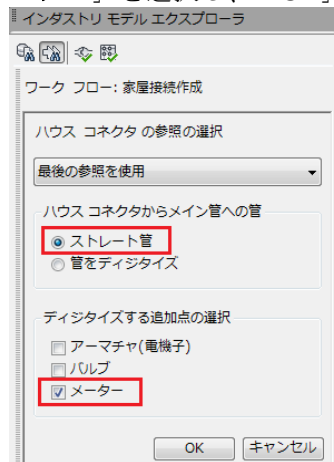 インダストリ モデル エクスプローラ
ワーク フロー: 家屋接続作成
ハウス コネクタ の参照の選択
最後の参照を使用
ハウス コネクタからメイン管への管
ストレート管
管をディジタイズ
ディジタイズする追加点の選択
アーマチャ(電機子)
バルブ
メーター
OK キャンセル